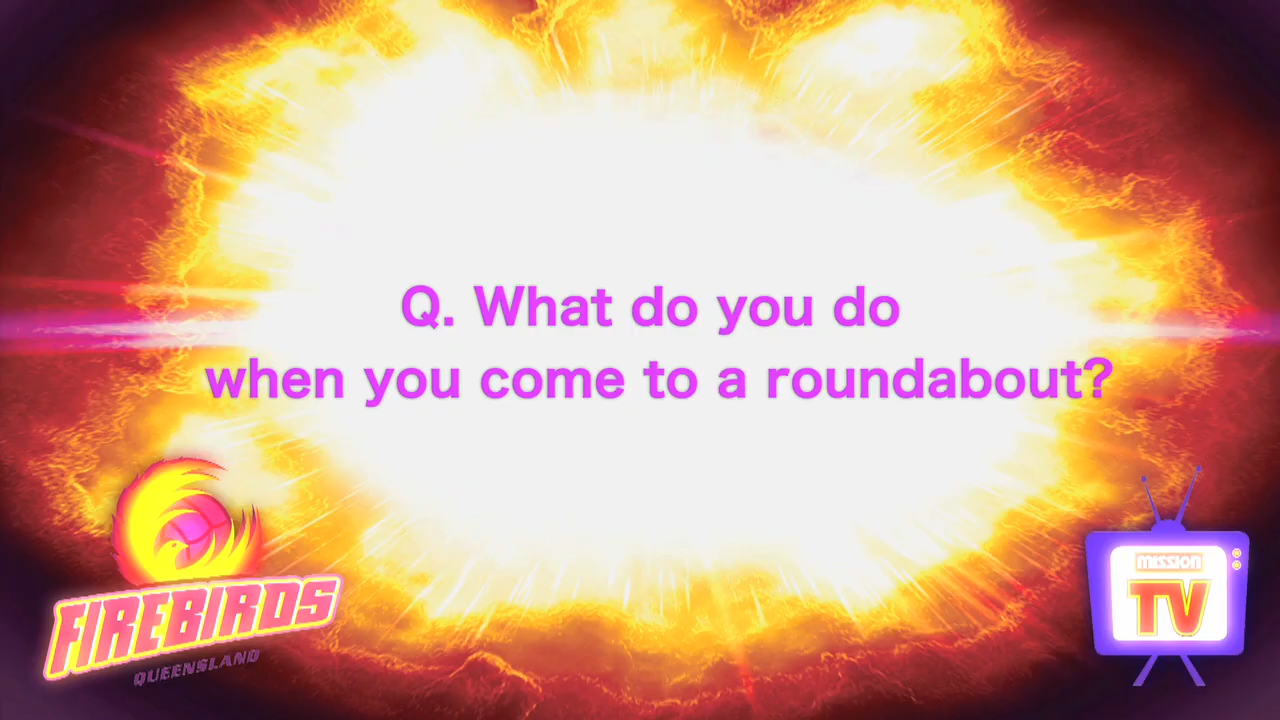 Q. What do you do
when you come to a roundabout?
FIREBIRDS
QUEENSLAND
mission
TV